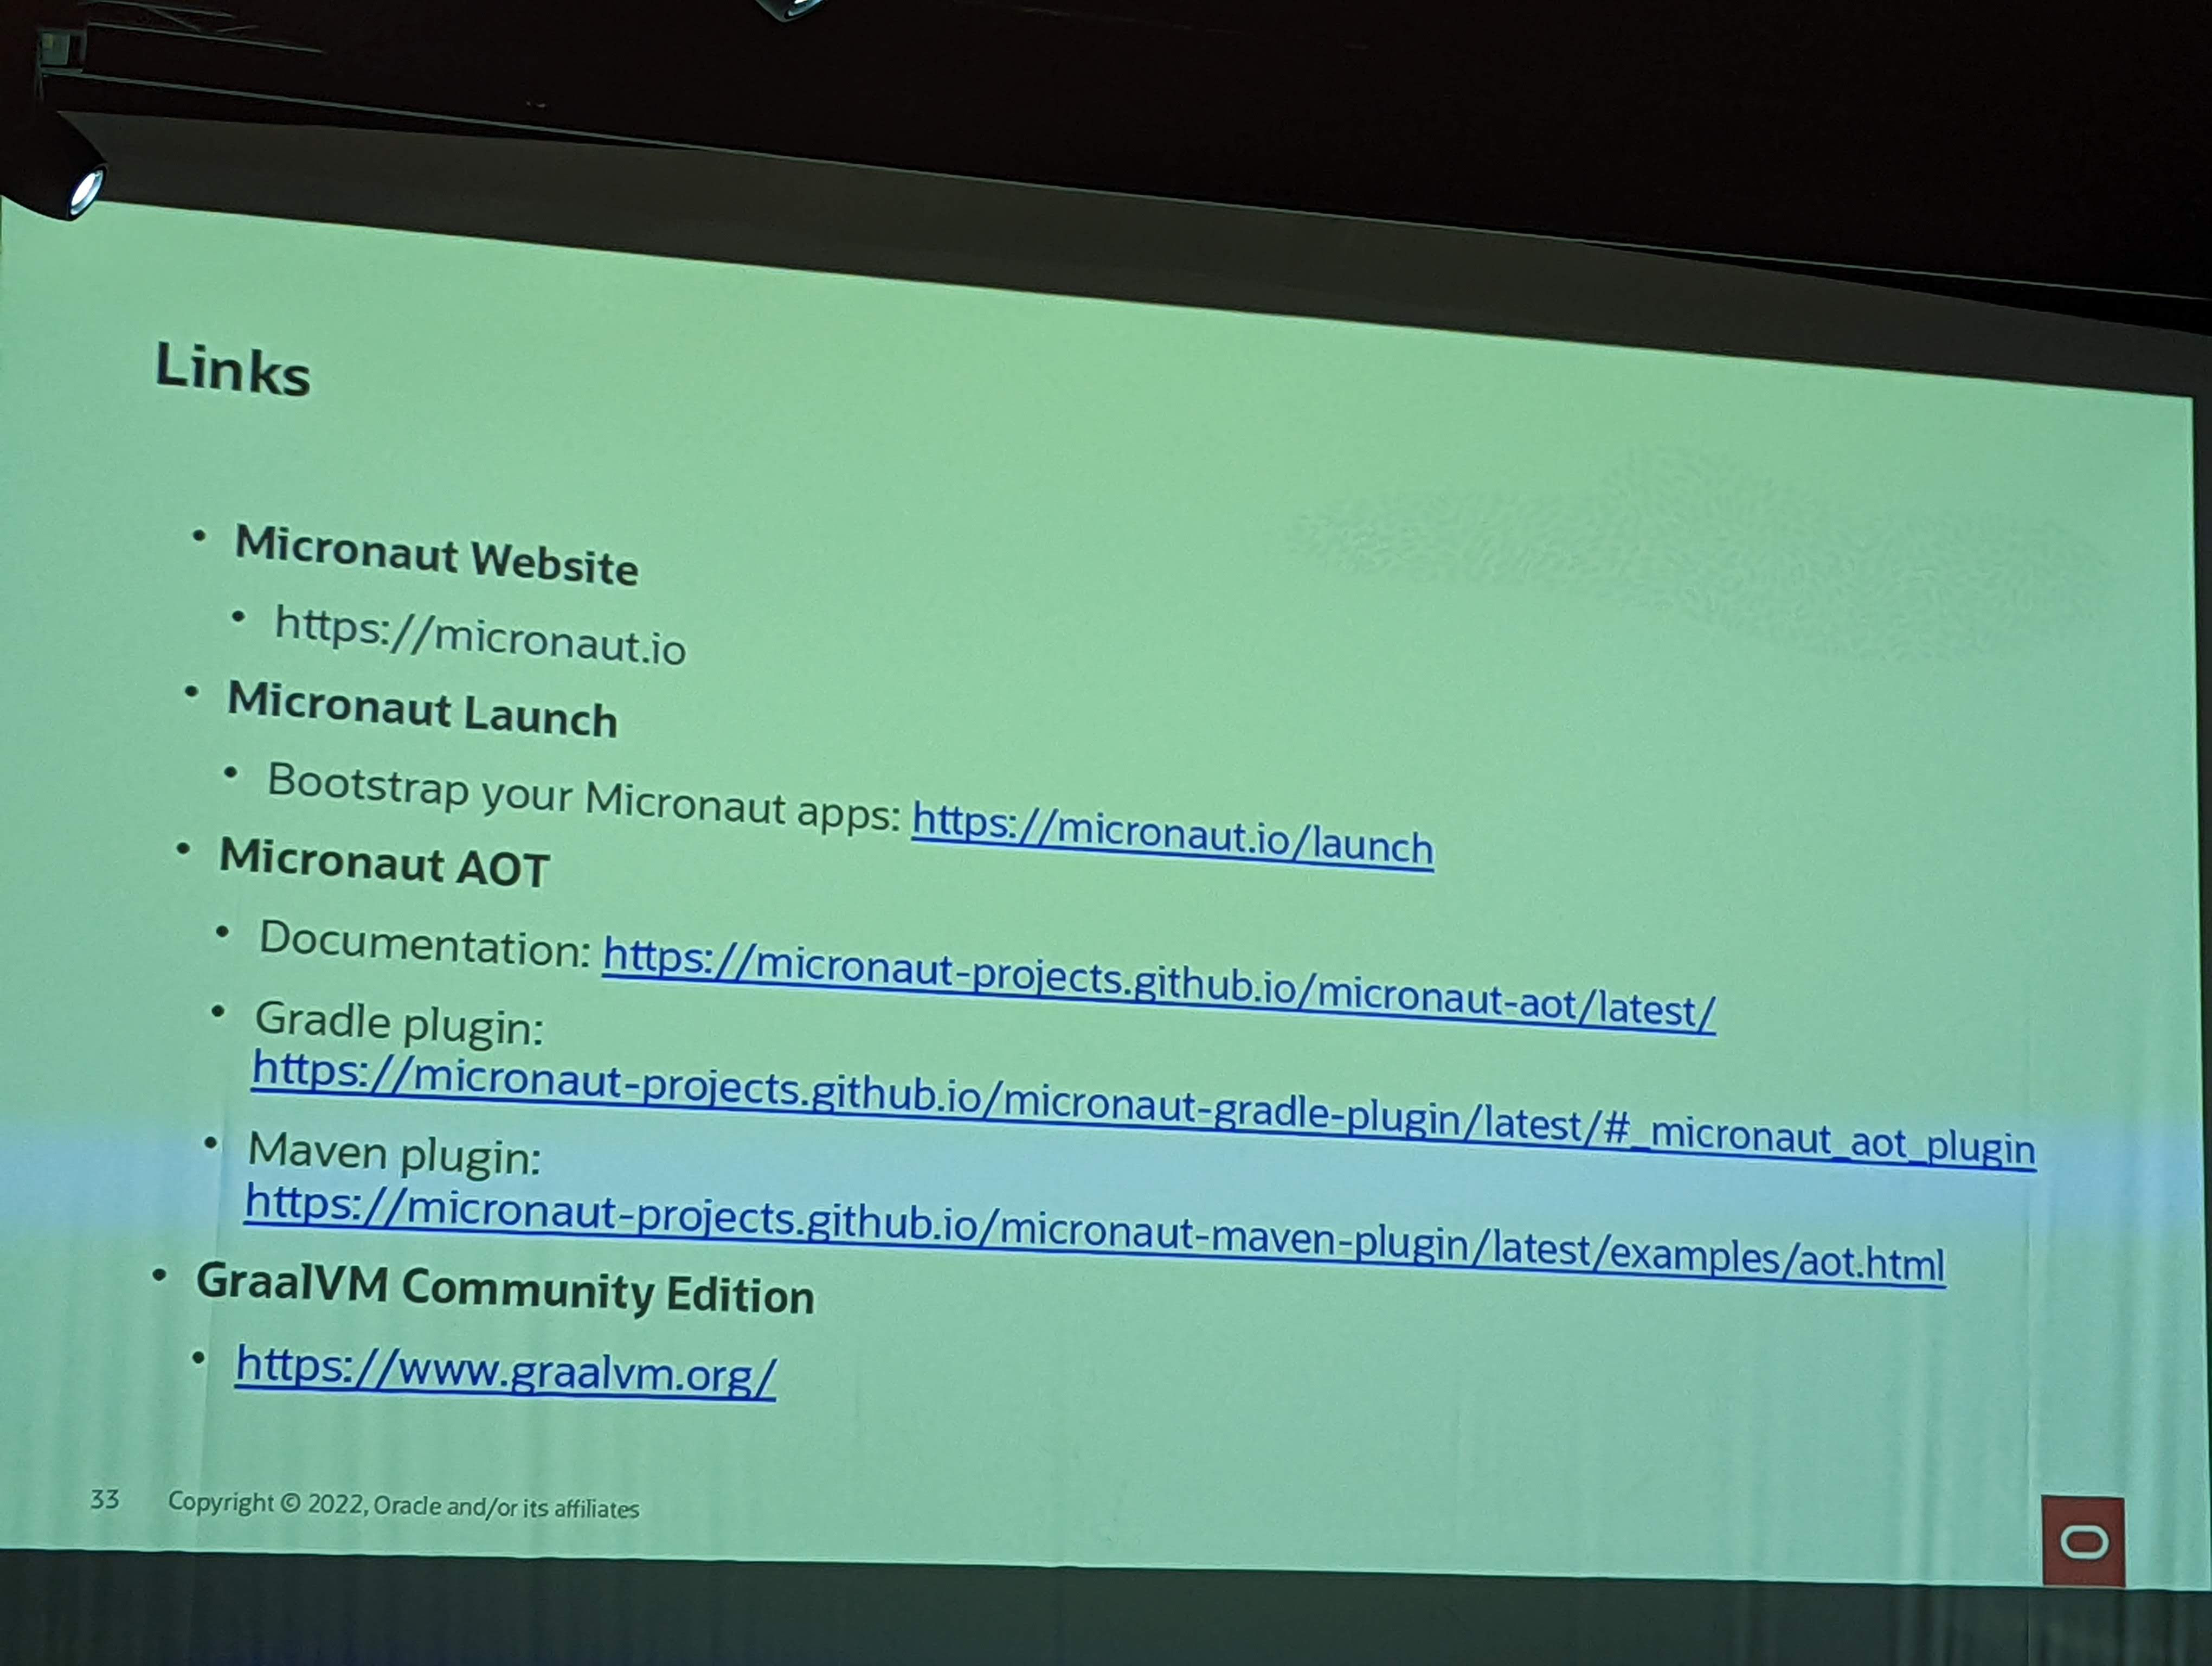 Links
• Micronaut Website
• https://micronaut.io
• Micronaut Launch
• Bootstrap your Micronaut apps: https://micronaut.io/launch
• Micronaut AOT
• Documentation: https://micronaut-projects.github.io/micronaut-aot/latest/
• Gradle plugin:
https://micronaut-projects.github.io/micronaut-gradle-plugin/latest/#_micronaut_aot_plugin
• Maven plugin:
https://micronaut-projects.github.io/micronaut-maven-plugin/latest/examples/aot.html
• GraalVM Community Edition
• https://www.graalvm.org/
33 Copyright © 2022, Oracle and/or its affiliates